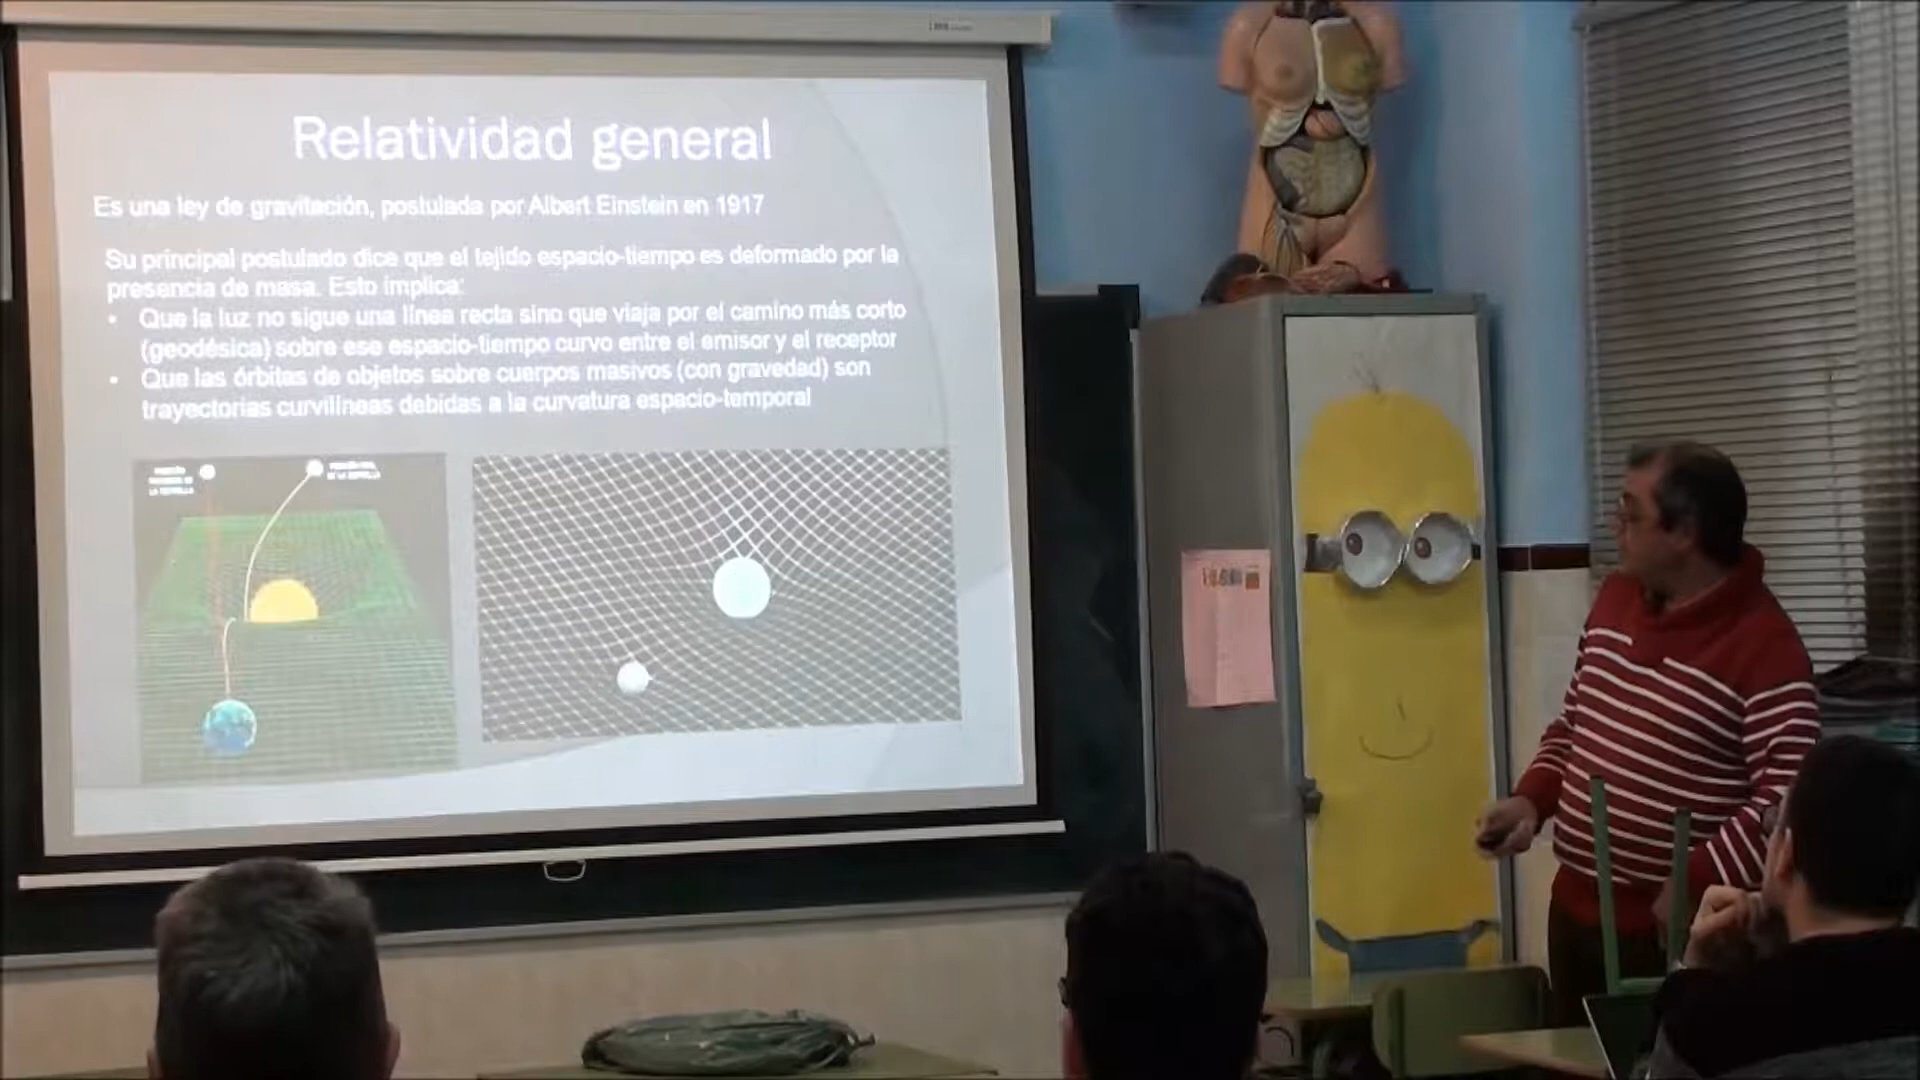 Relatividad general
Es una ley de gravitación, postulada por Albert Einstein en 1917
Su principal postulado dice que el tejido espacio-tiempo es deformado por la
presencia de masa. Esto implica:
• Que la luz no sigue una línea recta sino que viaja por el camino más corto
(geodésica) sobre ese espacio-tiempo curvo entre el emisor y el receptor
• Que las órbitas de objetos sobre cuerpos masivos (con gravedad) son
trayectorias curvilíneas debidas a la curvatura espacio-temporal